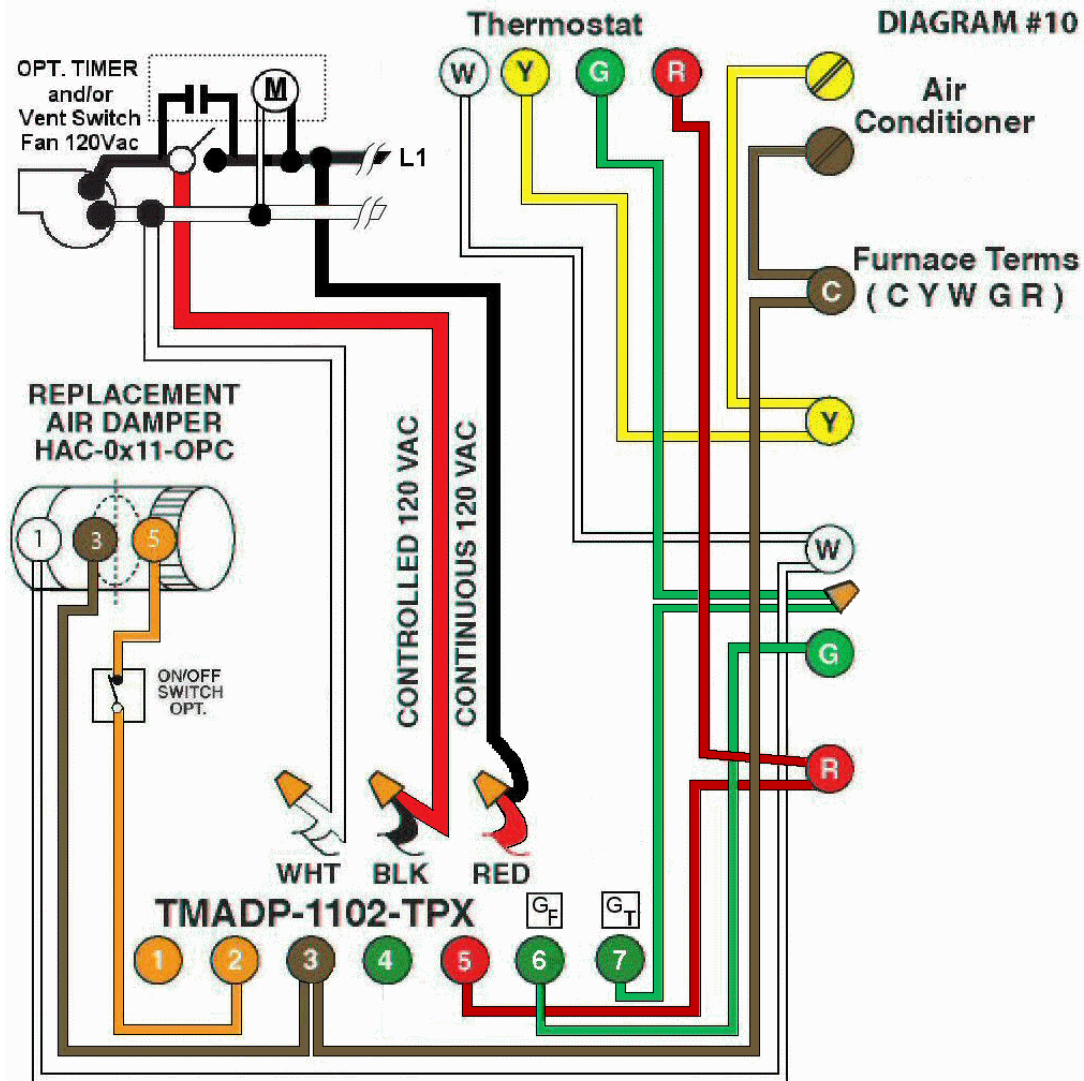 Thermostat
DIAGRAM #10
OPT. TIMER
and/or
Vent Switch
Fan 120Vac
M
W Y G R
Air
Conditioner
L1
Furnace Terms
( C Y W G R )
C
REPLACEMENT
AIR DAMPER
HAC-0x11-OPC
Y
CONTROLLED 120 VAC
CONTINUOUS 120 VAC
1 3 5
W
G
ON/OFF
SWITCH
OPT.
R
WHT BLK RED
TMADP-1102-TPX
GF GT
1 2 3 4 5 6 7